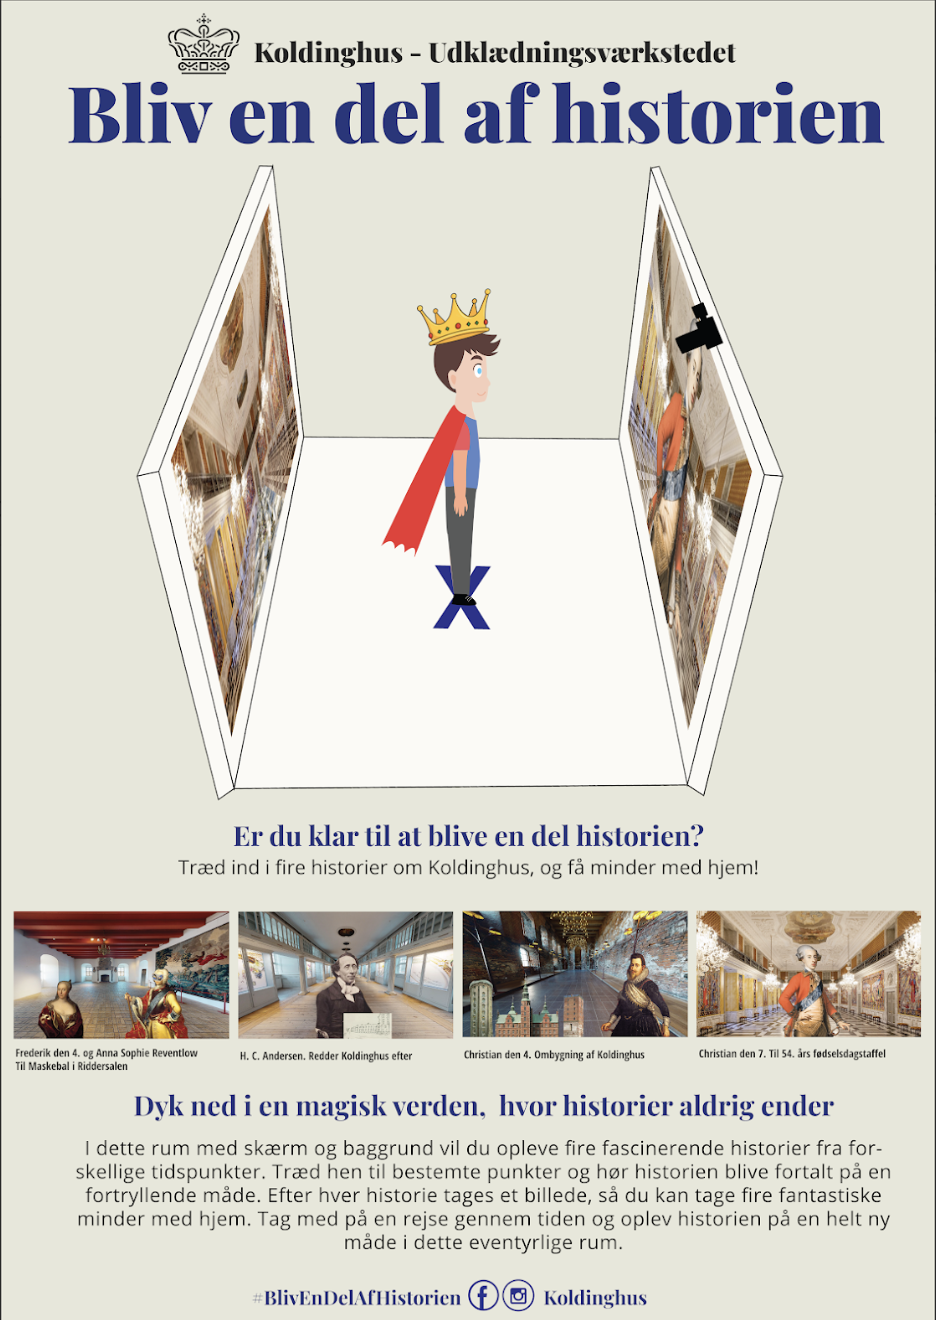 Koldinghus - Udklædningsværkstedet
Bliv en del af historien
X
Er du klar til at blive en del historien?
Træd ind i fire historier om Koldinghus, og få minder med hjem!
Frederik den 4. og Anna Sophie Reventlow
Til Maskebal i Riddersalen
H. C. Andersen. Redder Koldinghus efter
Christian den 4. Ombygning af Koldinghus
Christian den 7. Til 54. års fødselsdagstaffel
Dyk ned i en magisk verden, hvor historier aldrig ender
I dette rum med skærm og baggrund vil du opleve fire fascinerende historier fra for-
skellige tidspunkter. Træd hen til bestemte punkter og hør historien blive fortalt på en
fortryllende måde. Efter hver historie tages et billede, så du kan tage fire fantastiske
minder med hjem. Tag med på en rejse gennem tiden og oplev historien på en helt ny
måde i dette eventyrlige rum.
#BlivEnDelAfHistorien f Koldinghus